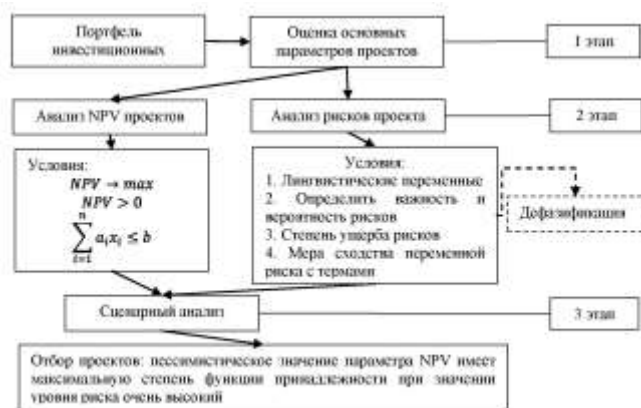 Портфель
инвестиционных
Оценка основных
параметров проектов
1 этап
Анализ NPV проектов
Анализ рисков проекта
2 этап
Условия:
NPV → max
NPV > 0
n
∑ aᵢxᵢ ≤ b
i=1
Условия:
1. Лингвистические переменные
2. Определить важность и
вероятность рисков
3. Степень ущерба рисков
4. Мера сходства переменной
риска с термами
Дефазификация
Сценарный анализ
3 этап
Отбор проектов: пессимистическое значение параметра NPV имеет
максимальную степень функции принадлежности при значении
уровня риска очень высокий